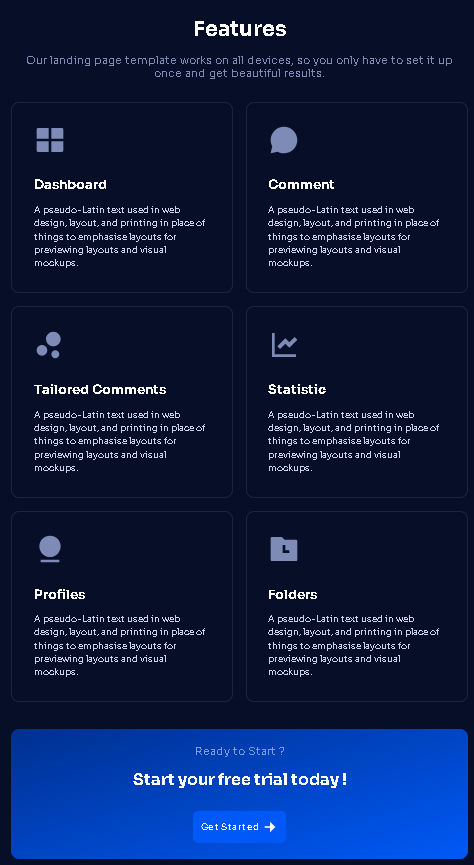 Features
Our landing page template works on all devices, so you only have to set it up
once and get beautiful results.
Dashboard
A pseudo-Latin text used in web
design, layout, and printing in place of
things to emphasise layouts for
previewing layouts and visual
mockups.
Comment
A pseudo-Latin text used in web
design, layout, and printing in place of
things to emphasise layouts for
previewing layouts and visual
mockups.
Tailored Comments
A pseudo-Latin text used in web
design, layout, and printing in place of
things to emphasise layouts for
previewing layouts and visual
mockups.
Statistic
A pseudo-Latin text used in web
design, layout, and printing in place of
things to emphasise layouts for
previewing layouts and visual
mockups.
Profiles
A pseudo-Latin text used in web
design, layout, and printing in place of
things to emphasise layouts for
previewing layouts and visual
mockups.
Folders
A pseudo-Latin text used in web
design, layout, and printing in place of
things to emphasise layouts for
previewing layouts and visual
mockups.
Ready to Start ?
Start your free trial today !
Get Started